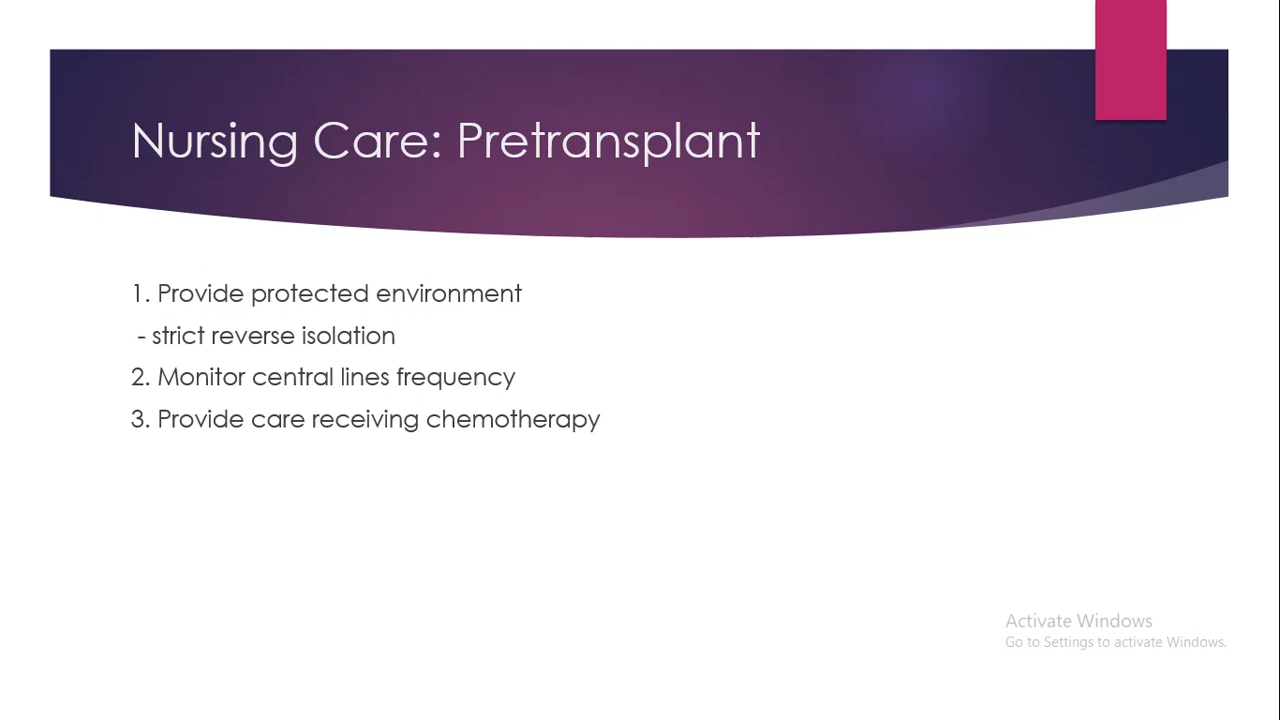 Nursing Care: Pretransplant
1. Provide protected environment
- strict reverse isolation
2. Monitor central lines frequency
3. Provide care receiving chemotherapy
Activate Windows
Go to Settings to activate Windows.